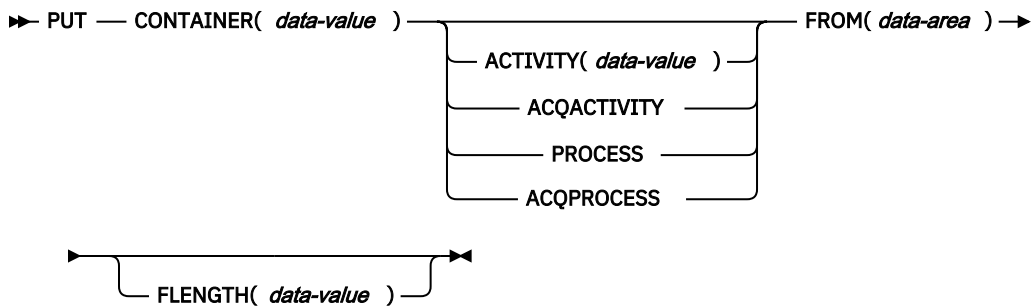 PUT CONTAINER( data-value ) FROM( data-area )
ACTIVITY( data-value )
ACQACTIVITY
PROCESS
ACQPROCESS
FLENGTH( data-value )